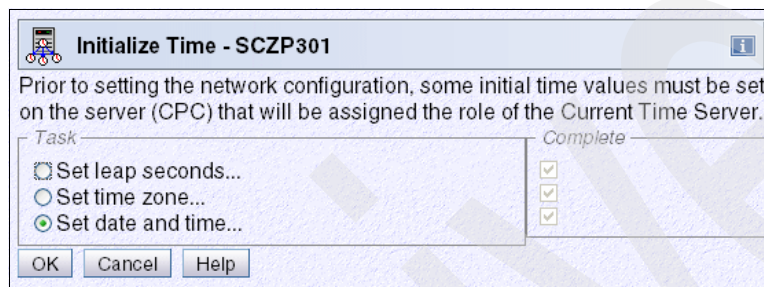 Initialize Time - SCZP301
i
Prior to setting the network configuration, some initial time values must be set
on the server (CPC) that will be assigned the role of the Current Time Server.
Task
Complete
Set leap seconds...
Set time zone...
Set date and time...
OK Cancel Help